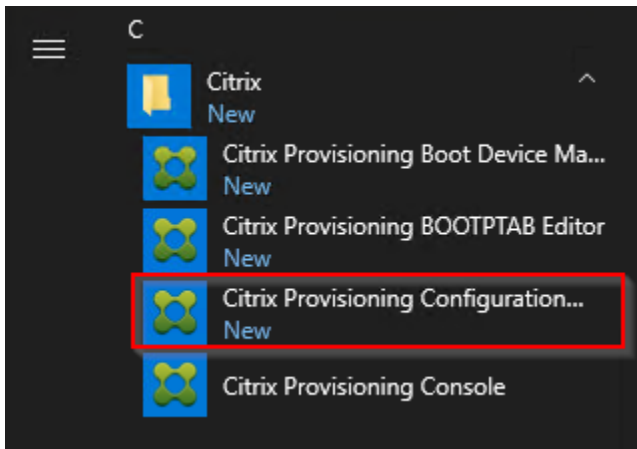 C
Citrix
New
Citrix Provisioning Boot Device Ma...
New
Citrix Provisioning BOOTPTAB Editor
New
Citrix Provisioning Configuration...
New
Citrix Provisioning Console